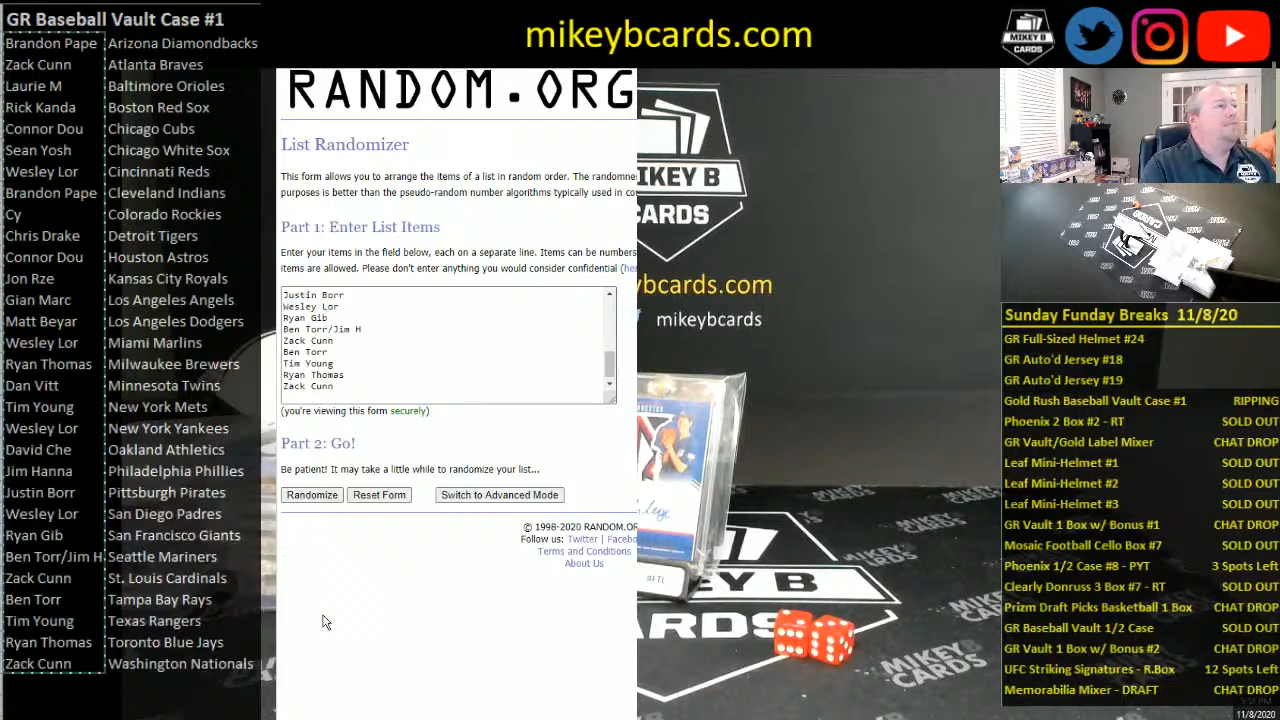 GR Baseball Vault Case #1
Brandon Pape Arizona Diamondbacks
Zack Cunn Atlanta Braves
Laurie M Baltimore Orioles
Rick Kanda Boston Red Sox
Connor Dou Chicago Cubs
Sean Yosh Chicago White Sox
Wesley Lor Cincinnati Reds
Brandon Pape Cleveland Indians
Cy Colorado Rockies
Chris Drake Detroit Tigers
Connor Dou Houston Astros
Jon Rze Kansas City Royals
Gian Marc Los Angeles Angels
Matt Beyar Los Angeles Dodgers
Wesley Lor Miami Marlins
Ryan Thomas Milwaukee Brewers
Dan Vitt Minnesota Twins
Tim Young New York Mets
Wesley Lor New York Yankees
David Che Oakland Athletics
Jim Hanna Philadelphia Phillies
Justin Borr Pittsburgh Pirates
Wesley Lor San Diego Padres
Ryan Gib San Francisco Giants
Ben Torr/Jim H Seattle Mariners
Zack Cunn St. Louis Cardinals
Ben Torr Tampa Bay Rays
Tim Young Texas Rangers
Ryan Thomas Toronto Blue Jays
Zack Cunn Washington Nationals
mikeybcards.com
RANDOM.ORG
List Randomizer
This form allows you to arrange the items of a list in random order. The randomne
purposes is better than the pseudo-random number algorithms typically used in co
Part 1: Enter List Items
Enter your items in the field below, each on a separate line. Items can be numbers
items are allowed. Please don't enter anything you would consider confidential (he
Justin Borr
Wesley Lor
Ryan Gib
Ben Torr/Jim H
Zack Cunn
Ben Torr
Tim Young
Ryan Thomas
Zack Cunn
(you're viewing this form securely)
Part 2: Go!
Be patient! It may take a little while to randomize your list...
Randomize Reset Form Switch to Advanced Mode
© 1998-2020 RANDOM.OR
Follow us: Twitter | Facebo
Terms and Conditions
About Us
IKEY B
CARDS
ybcards.com
mikeybcards
KEY B
CARDS
MIKEY B
CARDS
MIKEY B
CARDS
Sunday Funday Breaks 11/8/20
GR Full-Sized Helmet #24
GR Auto'd Jersey #18
GR Auto'd Jersey #19
Gold Rush Baseball Vault Case #1 RIPPING
Phoenix 2 Box #2 - RT SOLD OUT
GR Vault/Gold Label Mixer CHAT DROP
Leaf Mini-Helmet #1 SOLD OUT
Leaf Mini-Helmet #2 SOLD OUT
Leaf Mini-Helmet #3 SOLD OUT
GR Vault 1 Box w/ Bonus #1 CHAT DROP
Mosaic Football Cello Box #7 SOLD OUT
Phoenix 1/2 Case #8 - PYT 3 Spots Left
Clearly Donruss 3 Box #7 - RT SOLD OUT
Prizm Draft Picks Basketball 1 Box CHAT DROP
GR Baseball Vault 1/2 Case SOLD OUT
GR Vault 1 Box w/ Bonus #2 CHAT DROP
UFC Striking Signatures - R.Box 12 Spots Left
Memorabilia Mixer - DRAFT CHAT DROP
11/8/2020